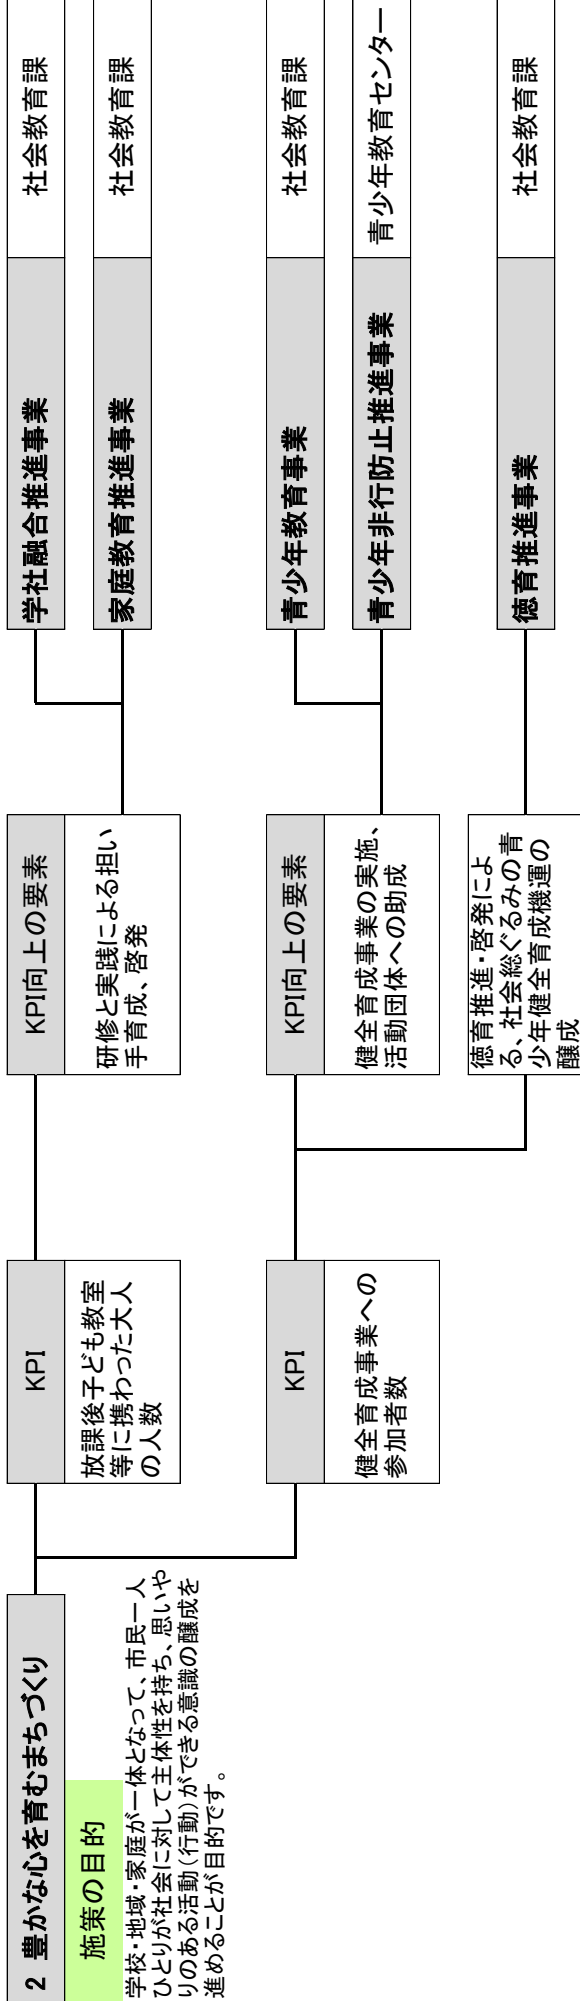 2 豊かな心を育むまちづくり
施策の目的
学校・地域・家庭が一体となって、市民一人
ひとりが社会に対して主体性を持ち、思いや
りのある活動(行動)ができる意識の醸成を
進めることが目的です。
KPI
放課後子ども教室
等に携わった大人
の人数
KPI向上の要素
研修と実践による担い
手育成、啓発
学社融合推進事業
社会教育課
家庭教育推進事業
社会教育課
KPI
健全育成事業への
参加者数
KPI向上の要素
健全育成事業の実施、
活動団体への助成
青少年教育事業
社会教育課
青少年非行防止推進事業
青少年教育センター
徳育推進・啓発によ
る、社会総ぐるみの青
少年健全育成機運の
醸成
徳育推進事業
社会教育課